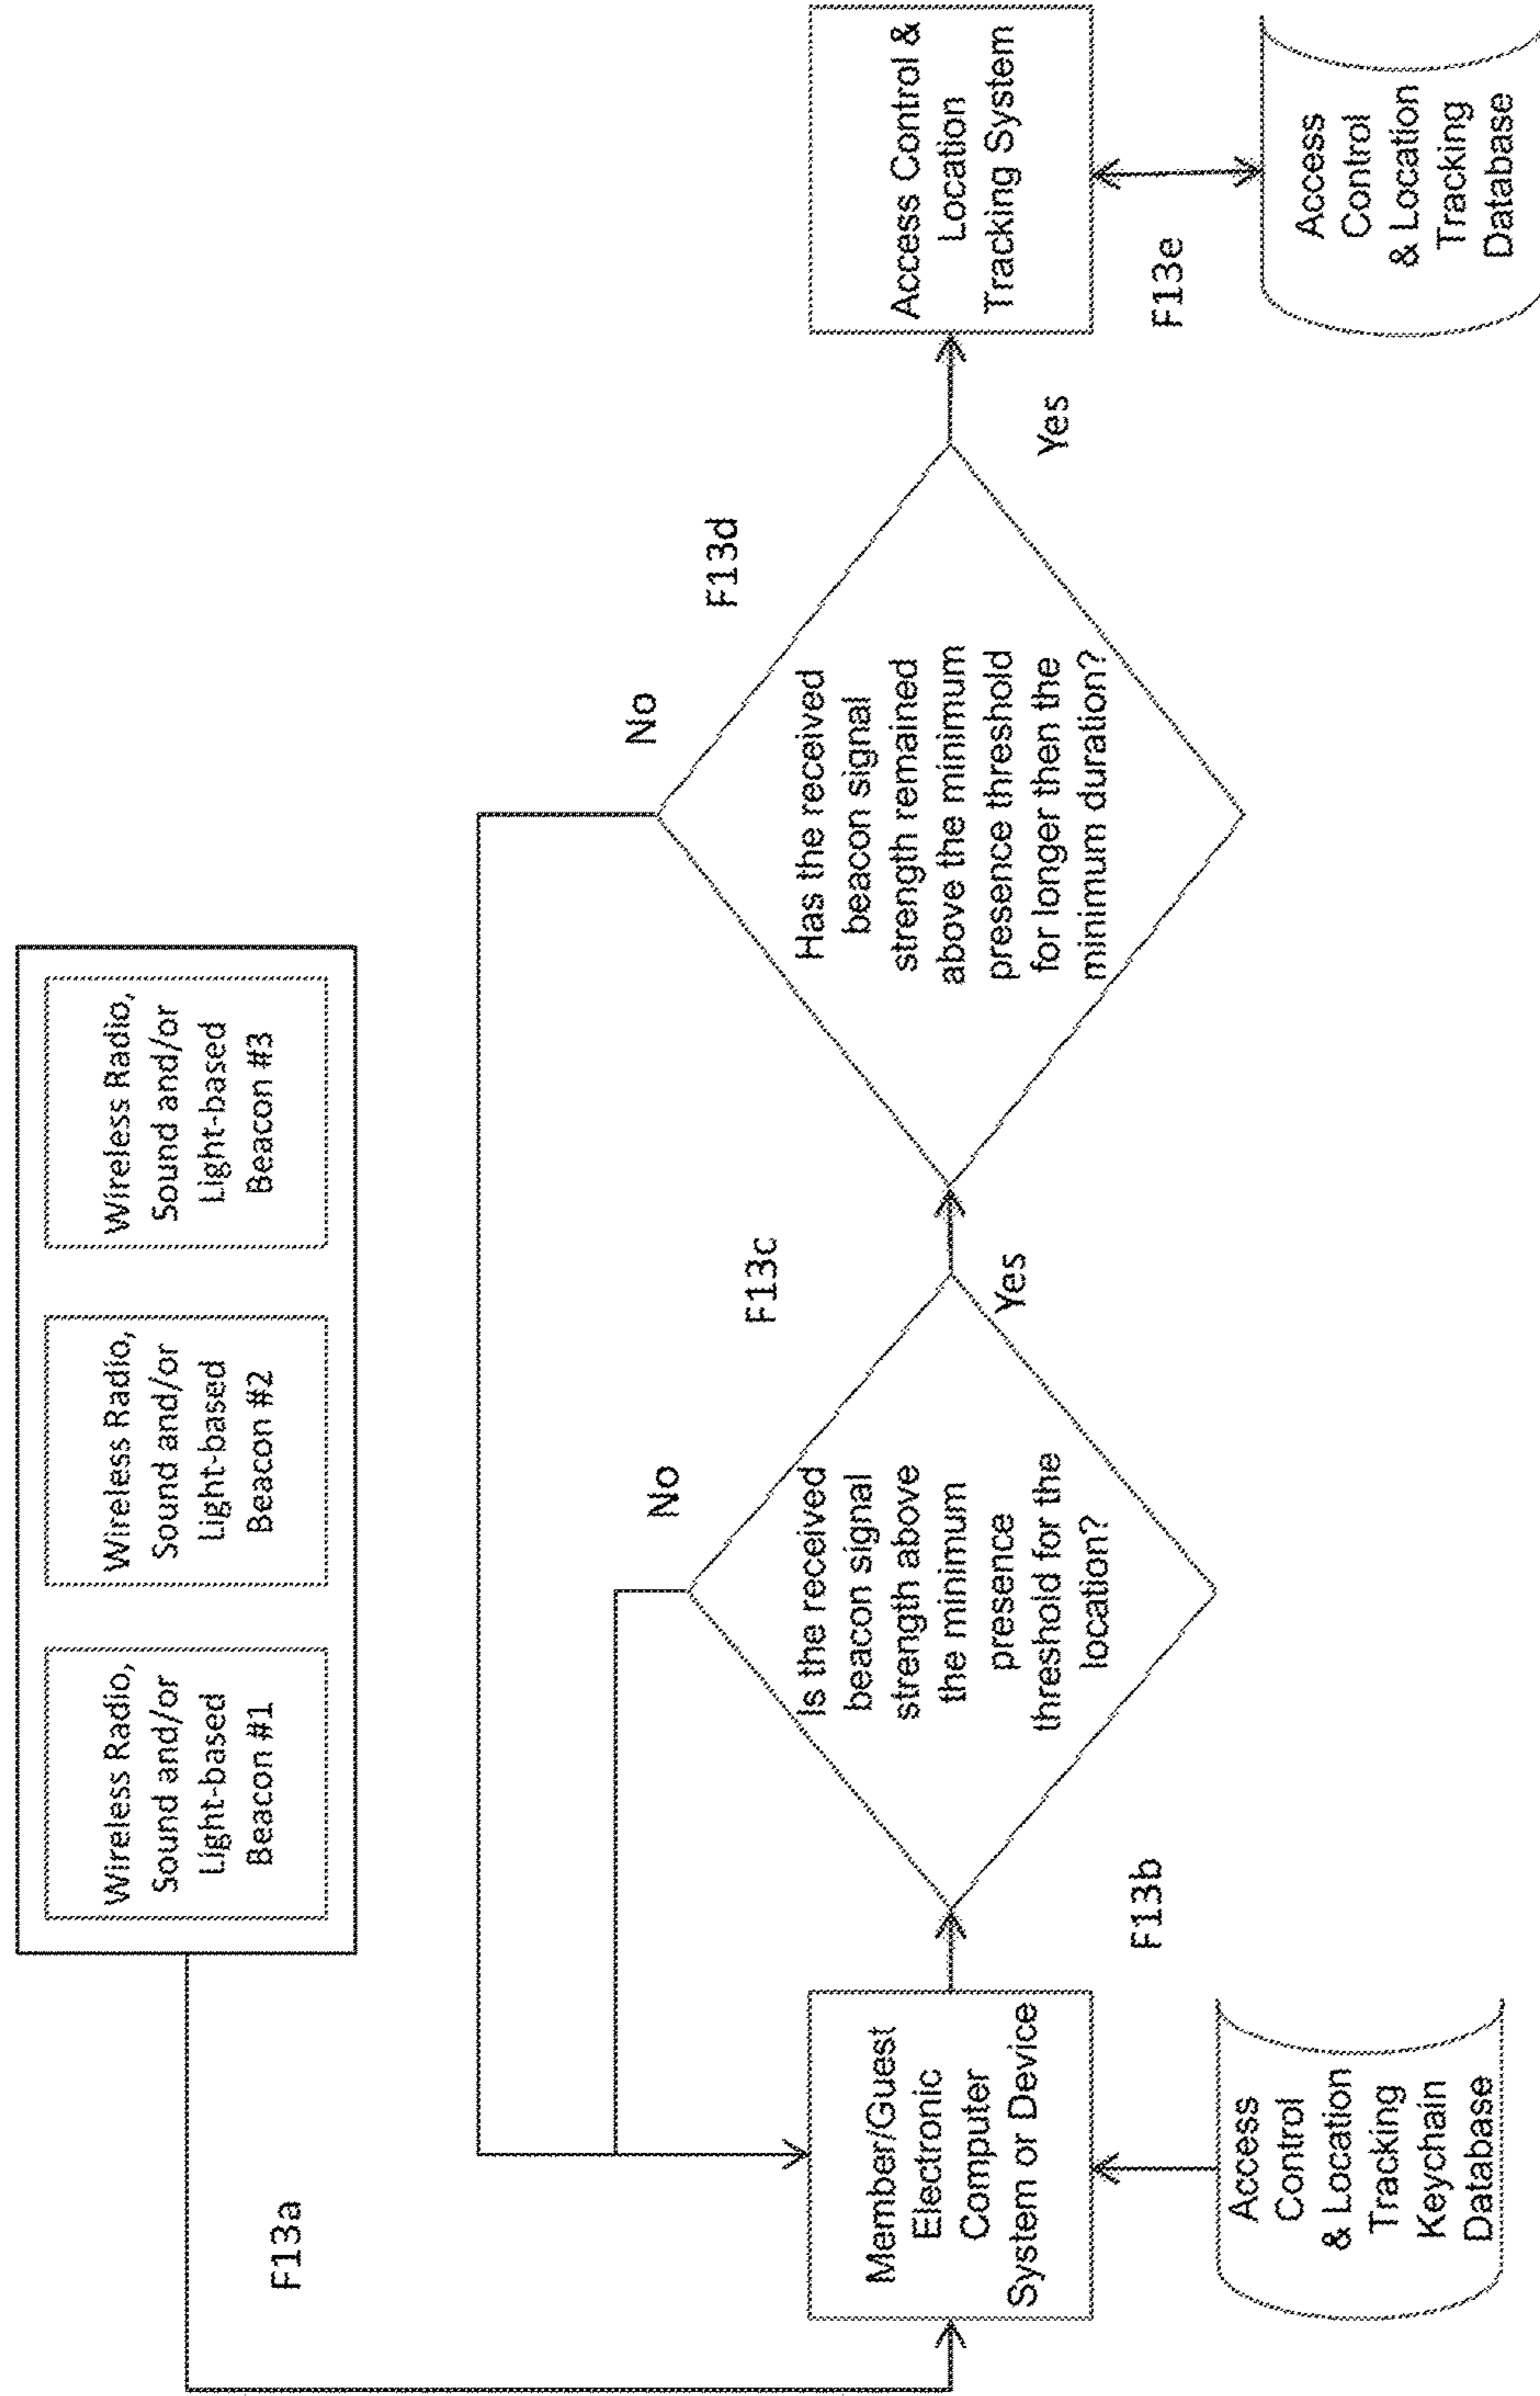 Wireless Radio,
Sound and/or
Light-based
Beacon #1
Wireless Radio,
Sound and/or
Light-based
Beacon #2
Wireless Radio,
Sound and/or
Light-based
Beacon #3
F13a
Member/Guest
Electronic
Computer
System or Device
Access
Control
& Location
Tracking
Keychain
Database
F13b
Is the received
beacon signal
strength above
the minimum
presence
threshold for the
location?
No
F13c
Yes
Has the received
beacon signal
strength remained
above the minimum
presence threshold
for longer then the
minimum duration?
No
F13d
Yes
Access Control &
Location
Tracking System
F13e
Access
Control
& Location
Tracking
Database